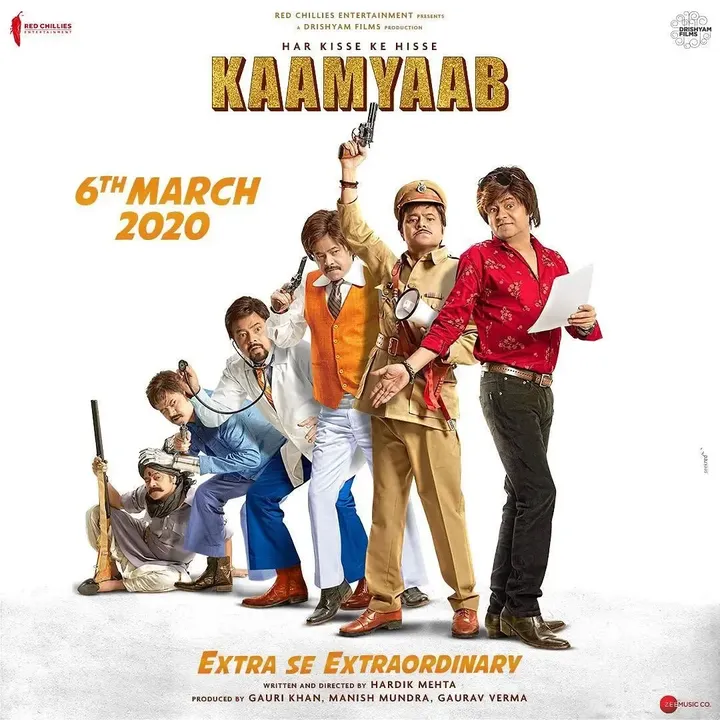 RED CHILLIES
ENTERTAINMENT
RED CHILLIES ENTERTAINMENT PRESENTS
A DRISHYAM FILMS PRODUCTION
DRISHYAM
FILMS
HAR KISSE KE HISSE
KAAMYAAB
6TH MARCH
2020
EXTRA SE EXTRAORDINARY
WRITTEN AND DIRECTED BY HARDIK MEHTA
PRODUCED BY GAURI KHAN, MANISH MUNDRA, GAURAV VERMA
ZEE MUSIC CO.